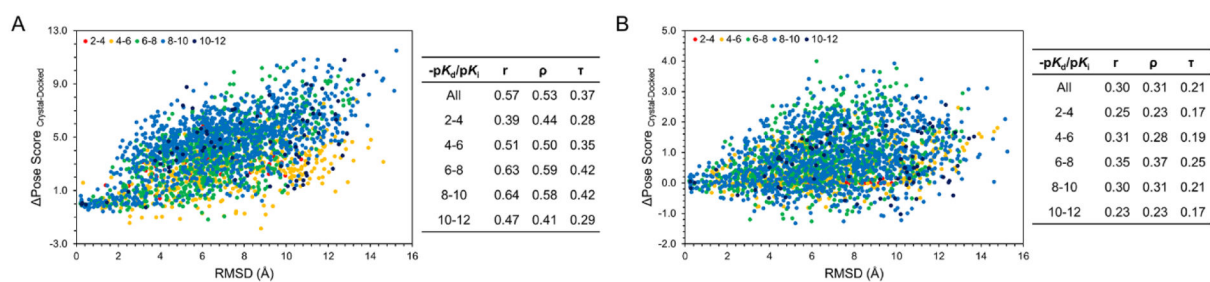 A
13.0
2-4 4-6 6-8 8-10 10-12
9.0
5.0
1.0
-3.0
ΔPose Score Crystal-Docked
0 2 4 6 8 10 12 14 16
RMSD (Å)
-pKd/pKi r ρ τ
All 0.57 0.53 0.37
2-4 0.39 0.44 0.28
4-6 0.51 0.50 0.35
6-8 0.63 0.59 0.42
8-10 0.64 0.58 0.42
10-12 0.47 0.41 0.29
B
5.0
2-4 4-6 6-8 8-10 10-12
4.0
3.0
2.0
1.0
0.0
-1.0
-2.0
ΔPose Score Crystal-Docked
0 2 4 6 8 10 12 14 16
RMSD (Å)
-pKd/pKi r ρ τ
All 0.30 0.31 0.21
2-4 0.25 0.23 0.17
4-6 0.31 0.28 0.19
6-8 0.35 0.37 0.25
8-10 0.30 0.31 0.21
10-12 0.23 0.23 0.17